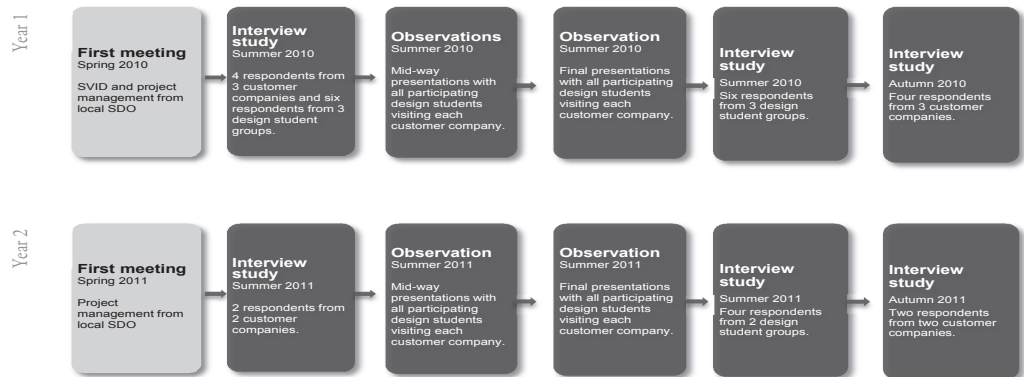 Year 1
First meeting
Spring 2010
SVID and project
management from
local SDO
Interview
study
Summer 2010
4 respondents from
3 customer
companies and six
respondents from 3
design student
groups.
Observations
Summer 2010
Mid-way
presentations with
all participating
design students
visiting each
customer company.
Observation
Summer 2010
Final presentations
with all participating
design students
visiting each
customer company.
Interview
study
Summer 2010
Six respondents
from 3 design
student groups.
Interview
study
Autumn 2010
Four respondents
from 3 customer
companies.
Year 2
First meeting
Spring 2011
Project
management from
local SDO
Interview
study
Summer 2011
2 respondents from
2 customer
companies.
Observation
Summer 2011
Mid-way
presentations with
all participating
design students
visiting each
customer company.
Observation
Summer 2011
Final presentations
with all participating
design students
visiting each
customer company.
Interview
study
Summer 2011
Four respondents
from 2 design
student groups.
Interview
study
Autumn 2011
Two respondents
from two customer
companies.